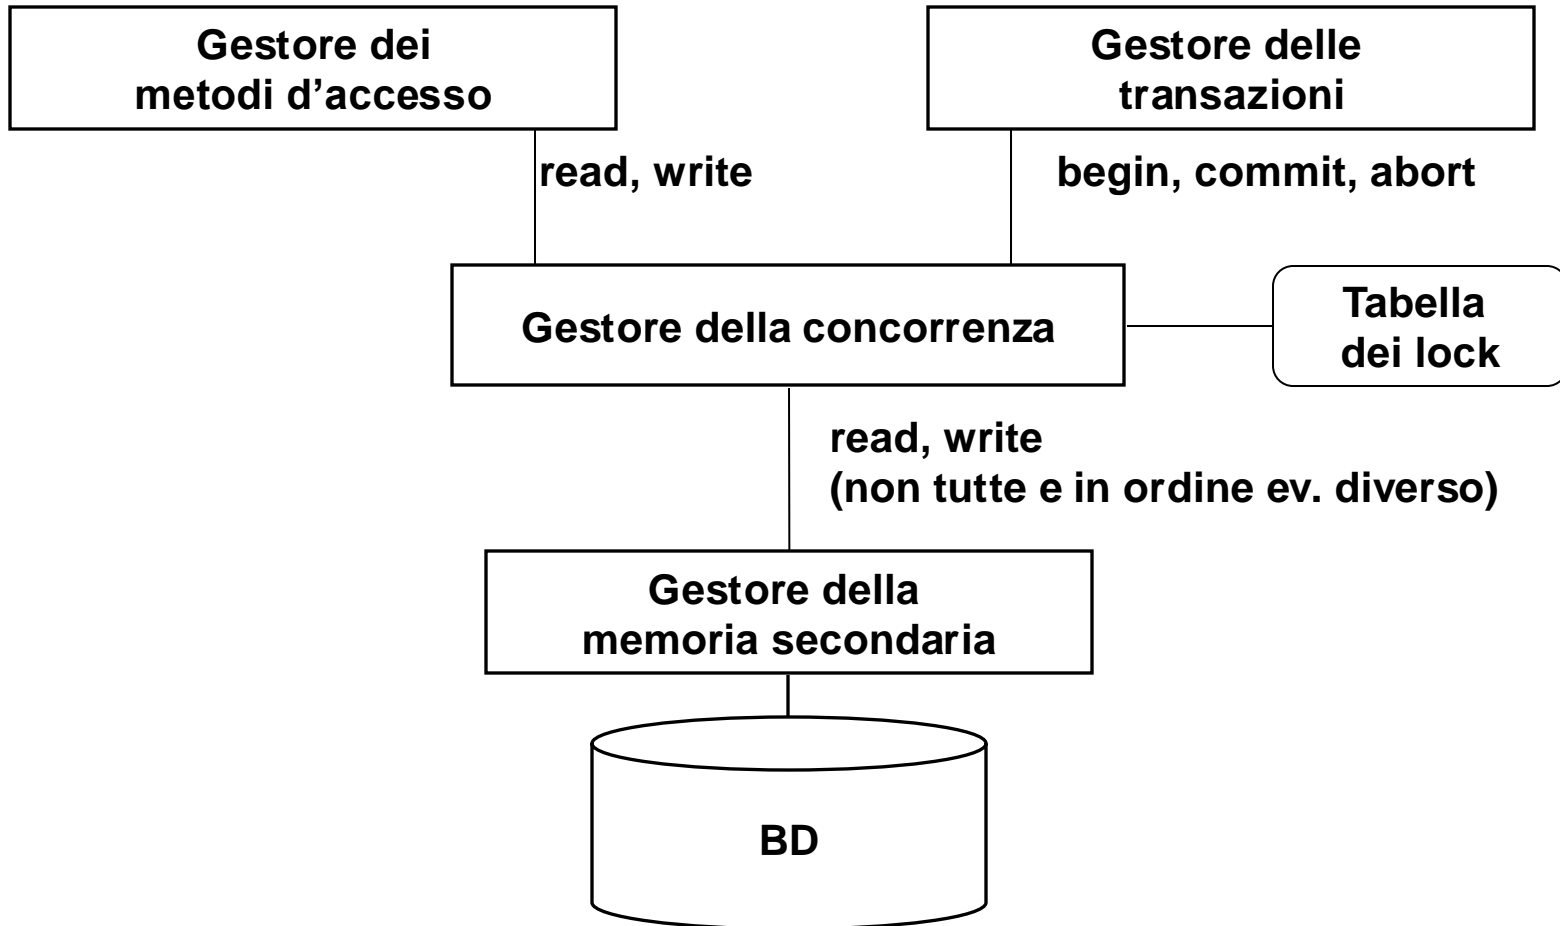 Gestore dei
metodi d’accesso
Gestore delle
transazioni
read, write
begin, commit, abort
Gestore della concorrenza
Tabella
dei lock
read, write
(non tutte e in ordine ev. diverso)
Gestore della
memoria secondaria
BD